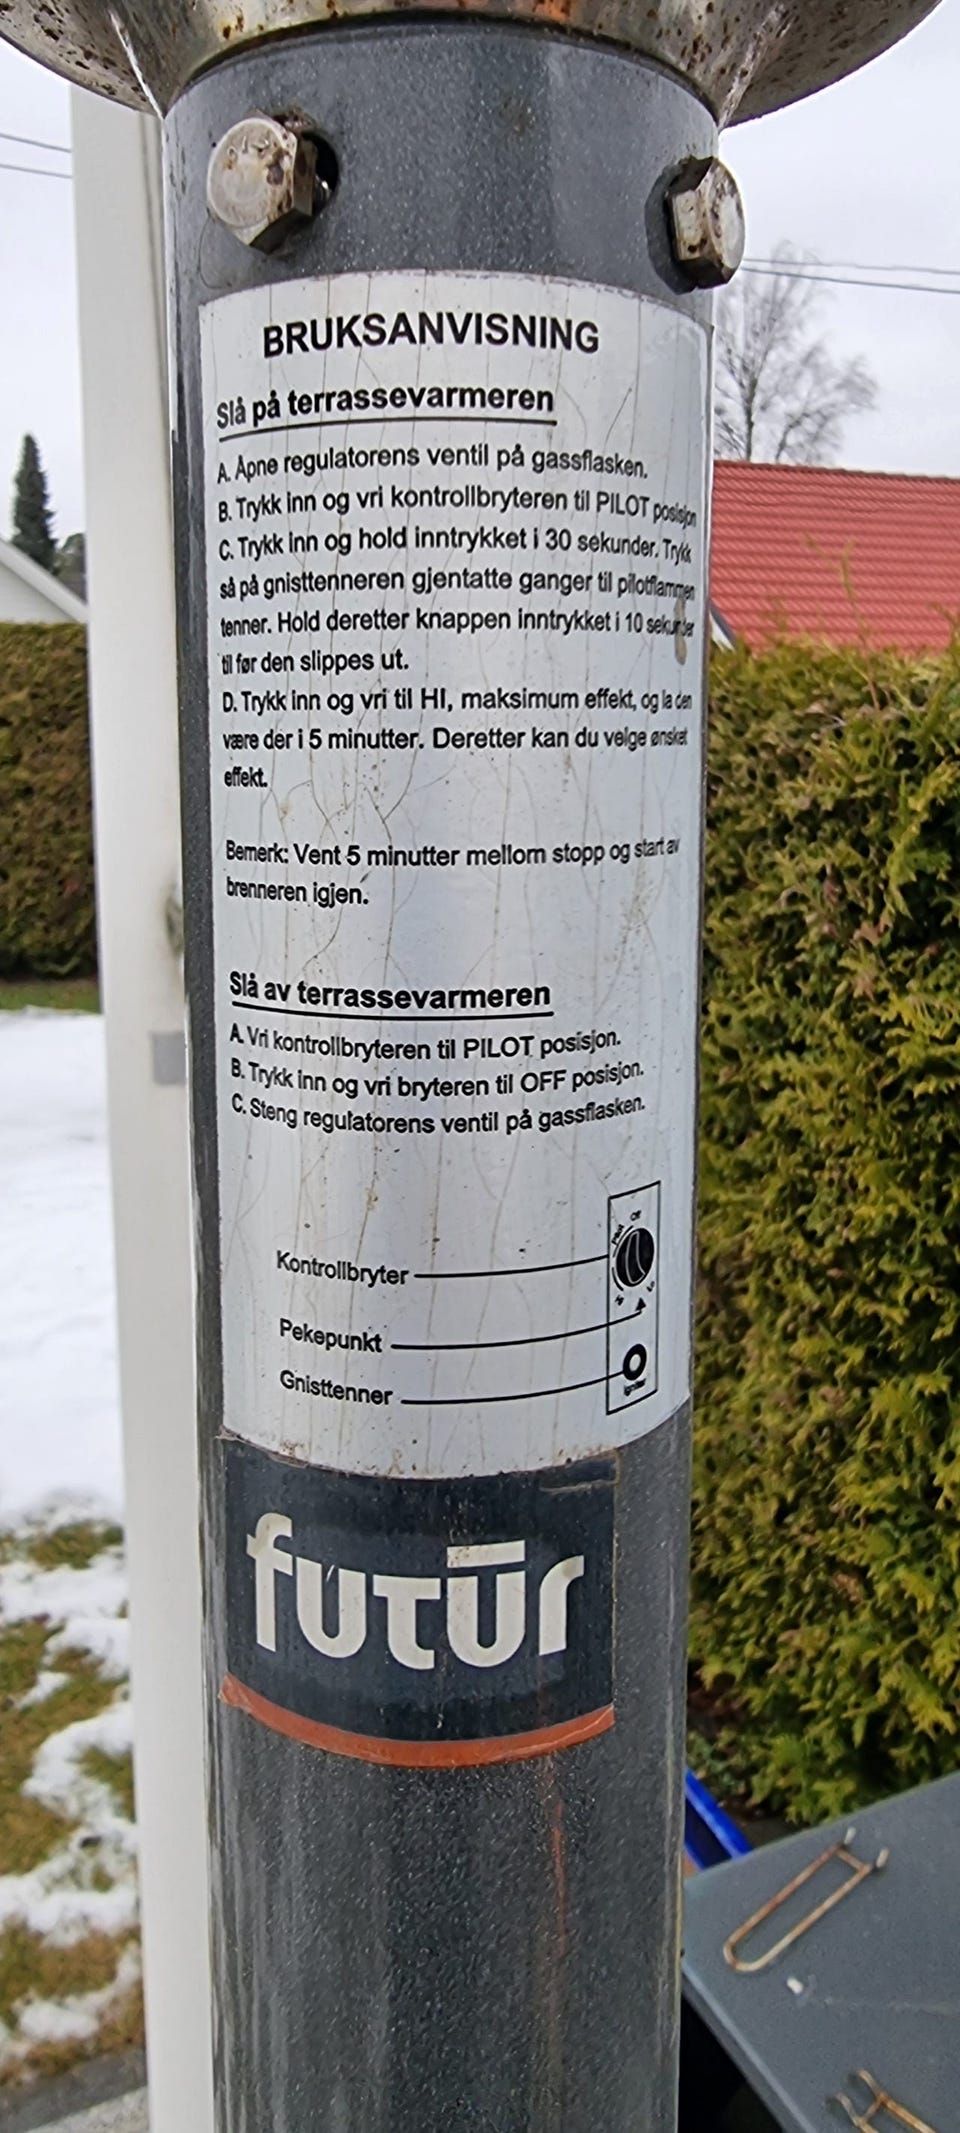 BRUKSANVISNING
Slå på terrassevarmeren
A. Åpne regulatorens ventil på gassflasken.
B. Trykk inn og vri kontrollbryteren til PILOT posisjon
C. Trykk inn og hold inntrykket i 30 sekunder. Trykk
så på gnisttenneren gjentatte ganger til pilotflammen
tenner. Hold deretter knappen inntrykket i 10 sekunder
til før den slippes ut.
D. Trykk inn og vri til HI, maksimum effekt, og la den
være der i 5 minutter. Deretter kan du velge ønsket
effekt.
Bemerk: Vent 5 minutter mellom stopp og start av
brenneren igjen.
Slå av terrassevarmeren
A. Vri kontrollbryteren til PILOT posisjon.
B. Trykk inn og vri bryteren til OFF posisjon.
C. Steng regulatorens ventil på gassflasken.
Off
Pilot
Kontrollbryter
Hi
Lo
Pekepunkt
Gnisttenner
Igniter
futūr